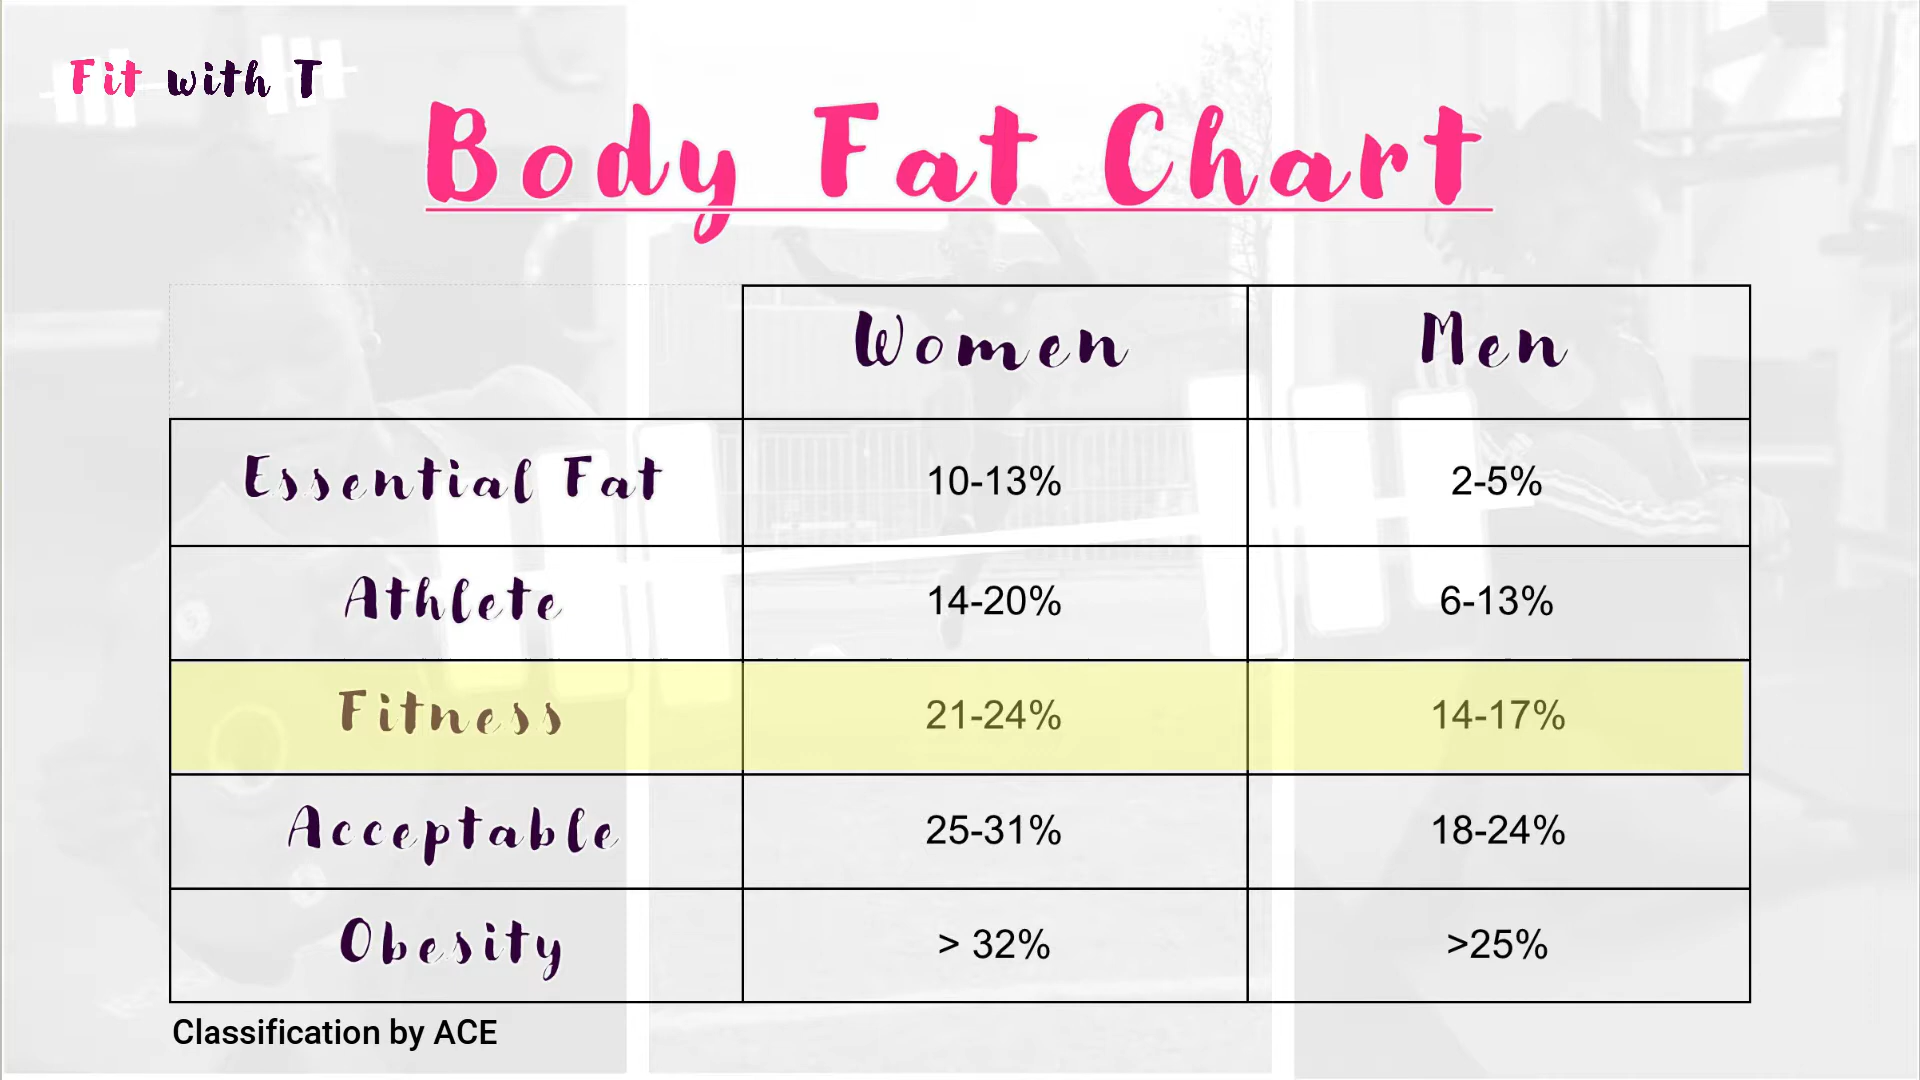 Fit with T
Body Fat Chart
Women Men
Essential Fat 10-13% 2-5%
Athlete 14-20% 6-13%
Fitness 21-24% 14-17%
Acceptable 25-31% 18-24%
Obesity > 32% >25%
Classification by ACE